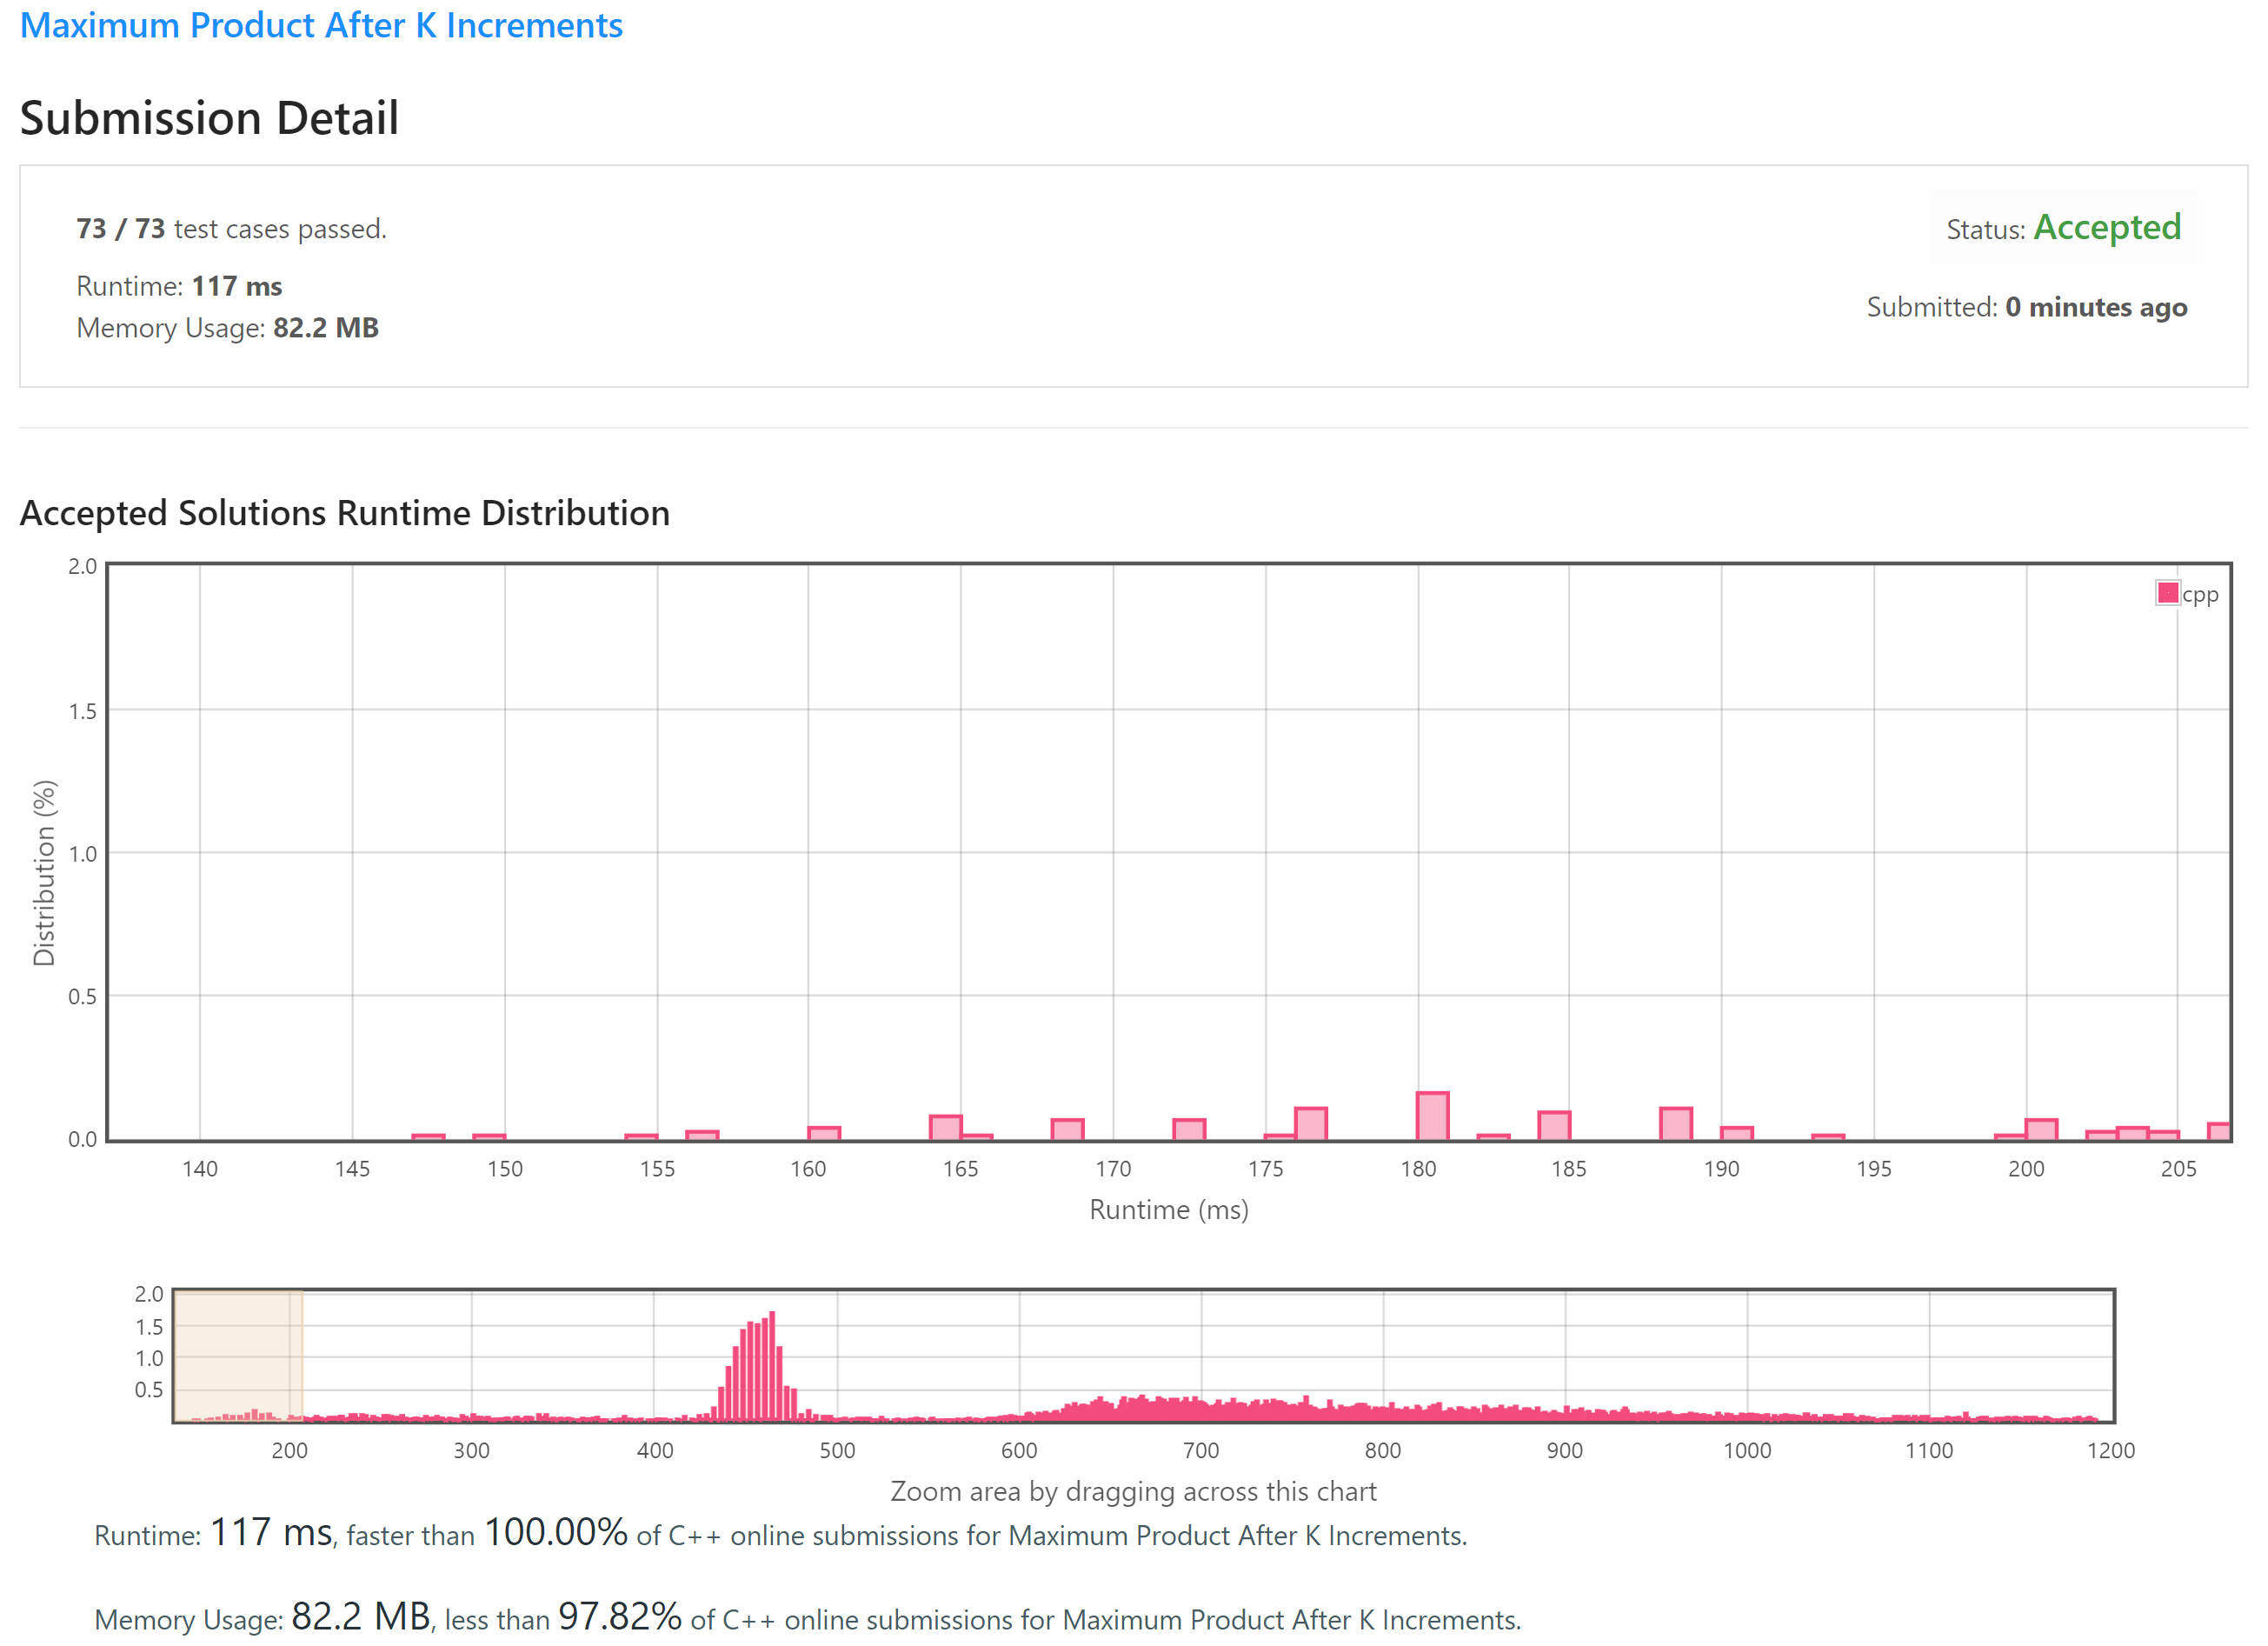 Maximum Product After K Increments
Submission Detail
73 / 73 test cases passed.
Status: Accepted
Runtime: 117 ms
Submitted: 0 minutes ago
Memory Usage: 82.2 MB
Accepted Solutions Runtime Distribution
2.0
1.5
1.0
0.5
0.0
Distribution (%)
cpp
140 145 150 155 160 165 170 175 180 185 190 195 200 205
Runtime (ms)
2.0
1.5
1.0
0.5
200 300 400 500 600 700 800 900 1000 1100 1200
Zoom area by dragging across this chart
Runtime: 117 ms, faster than 100.00% of C++ online submissions for Maximum Product After K Increments.
Memory Usage: 82.2 MB, less than 97.82% of C++ online submissions for Maximum Product After K Increments.